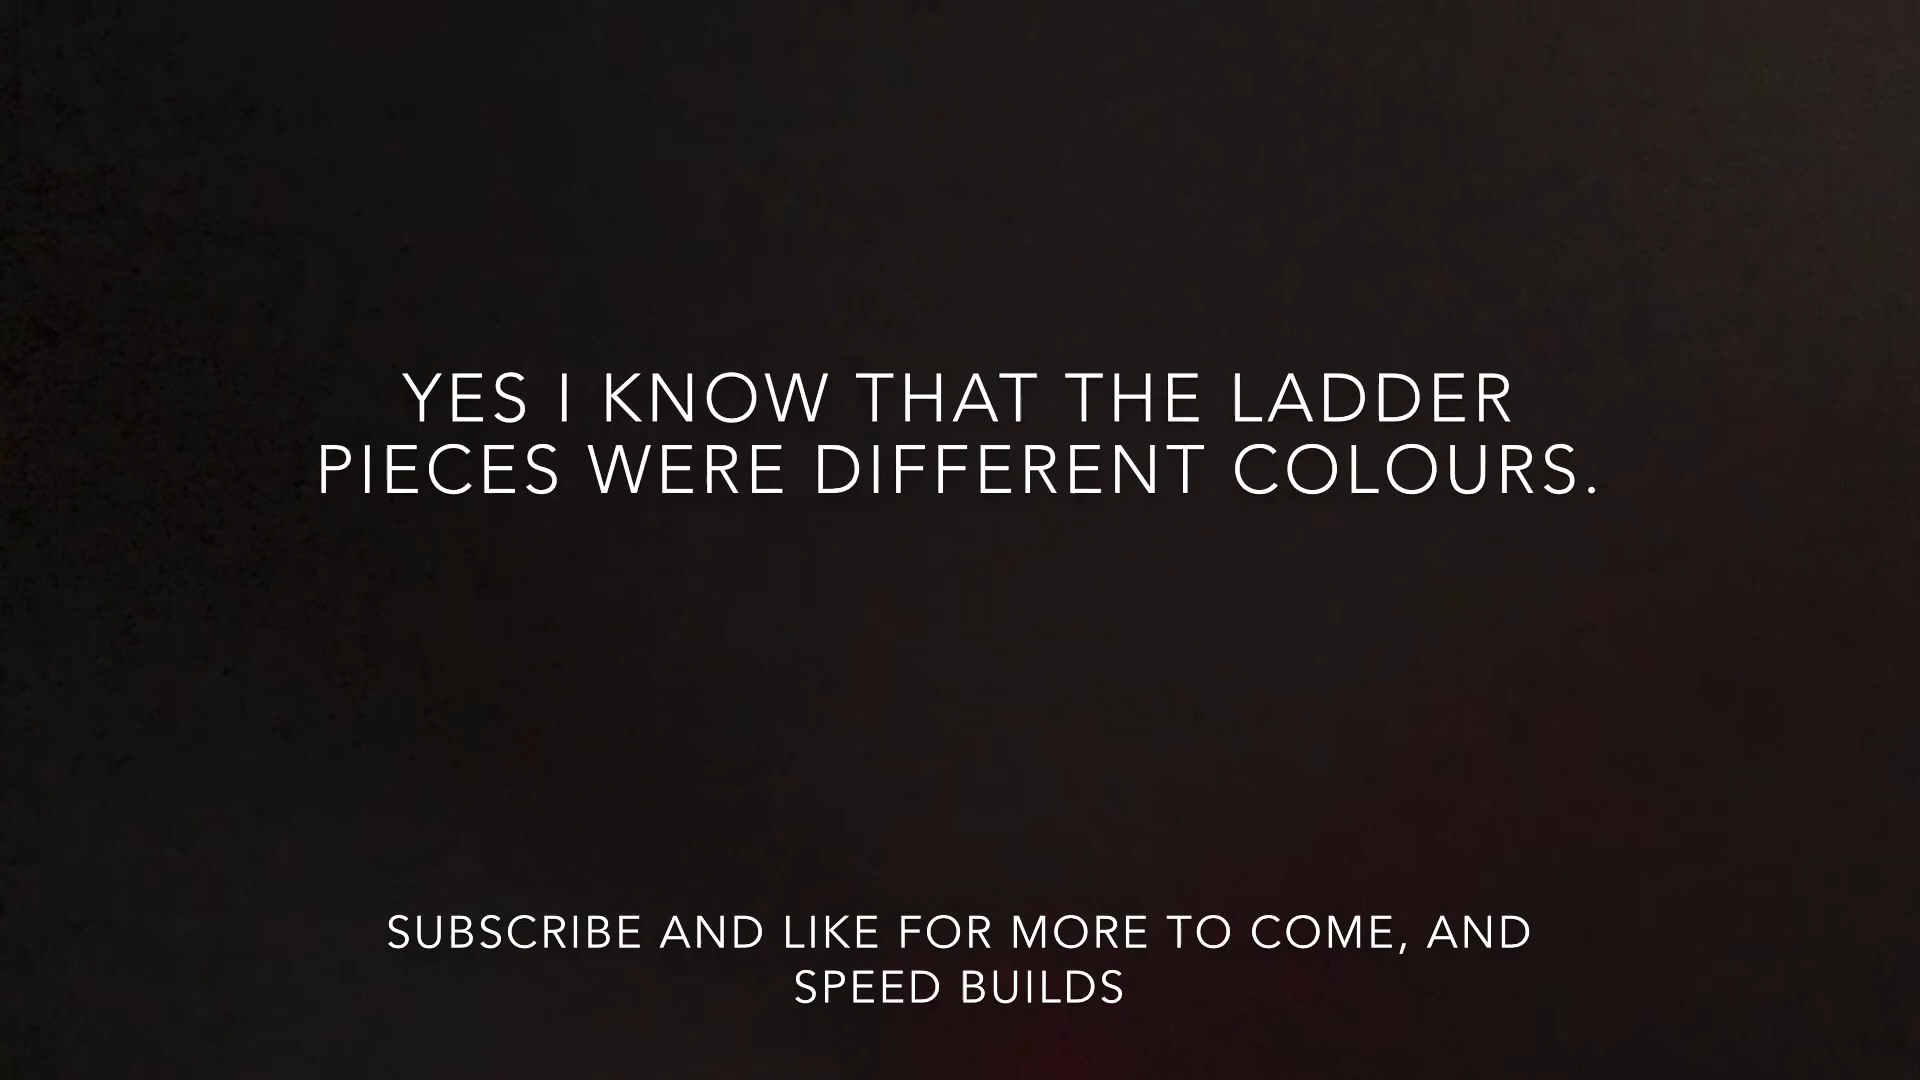 YES I KNOW THAT THE LADDER
PIECES WERE DIFFERENT COLOURS.
SUBSCRIBE AND LIKE FOR MORE TO COME, AND
SPEED BUILDS